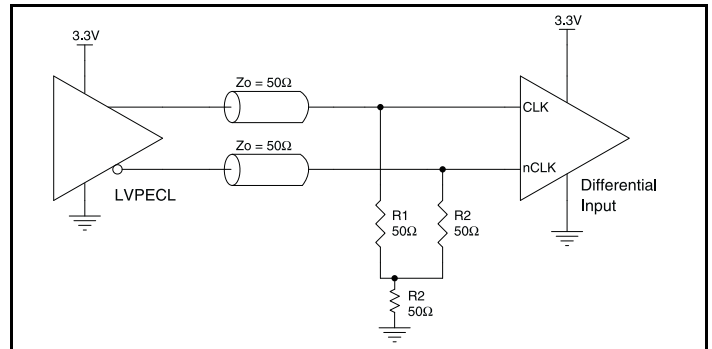 3.3V
3.3V
Zo = 50Ω
CLK
Zo = 50Ω
nCLK
LVPECL
Differential
Input
R1
50Ω
R2
50Ω
R2
50Ω